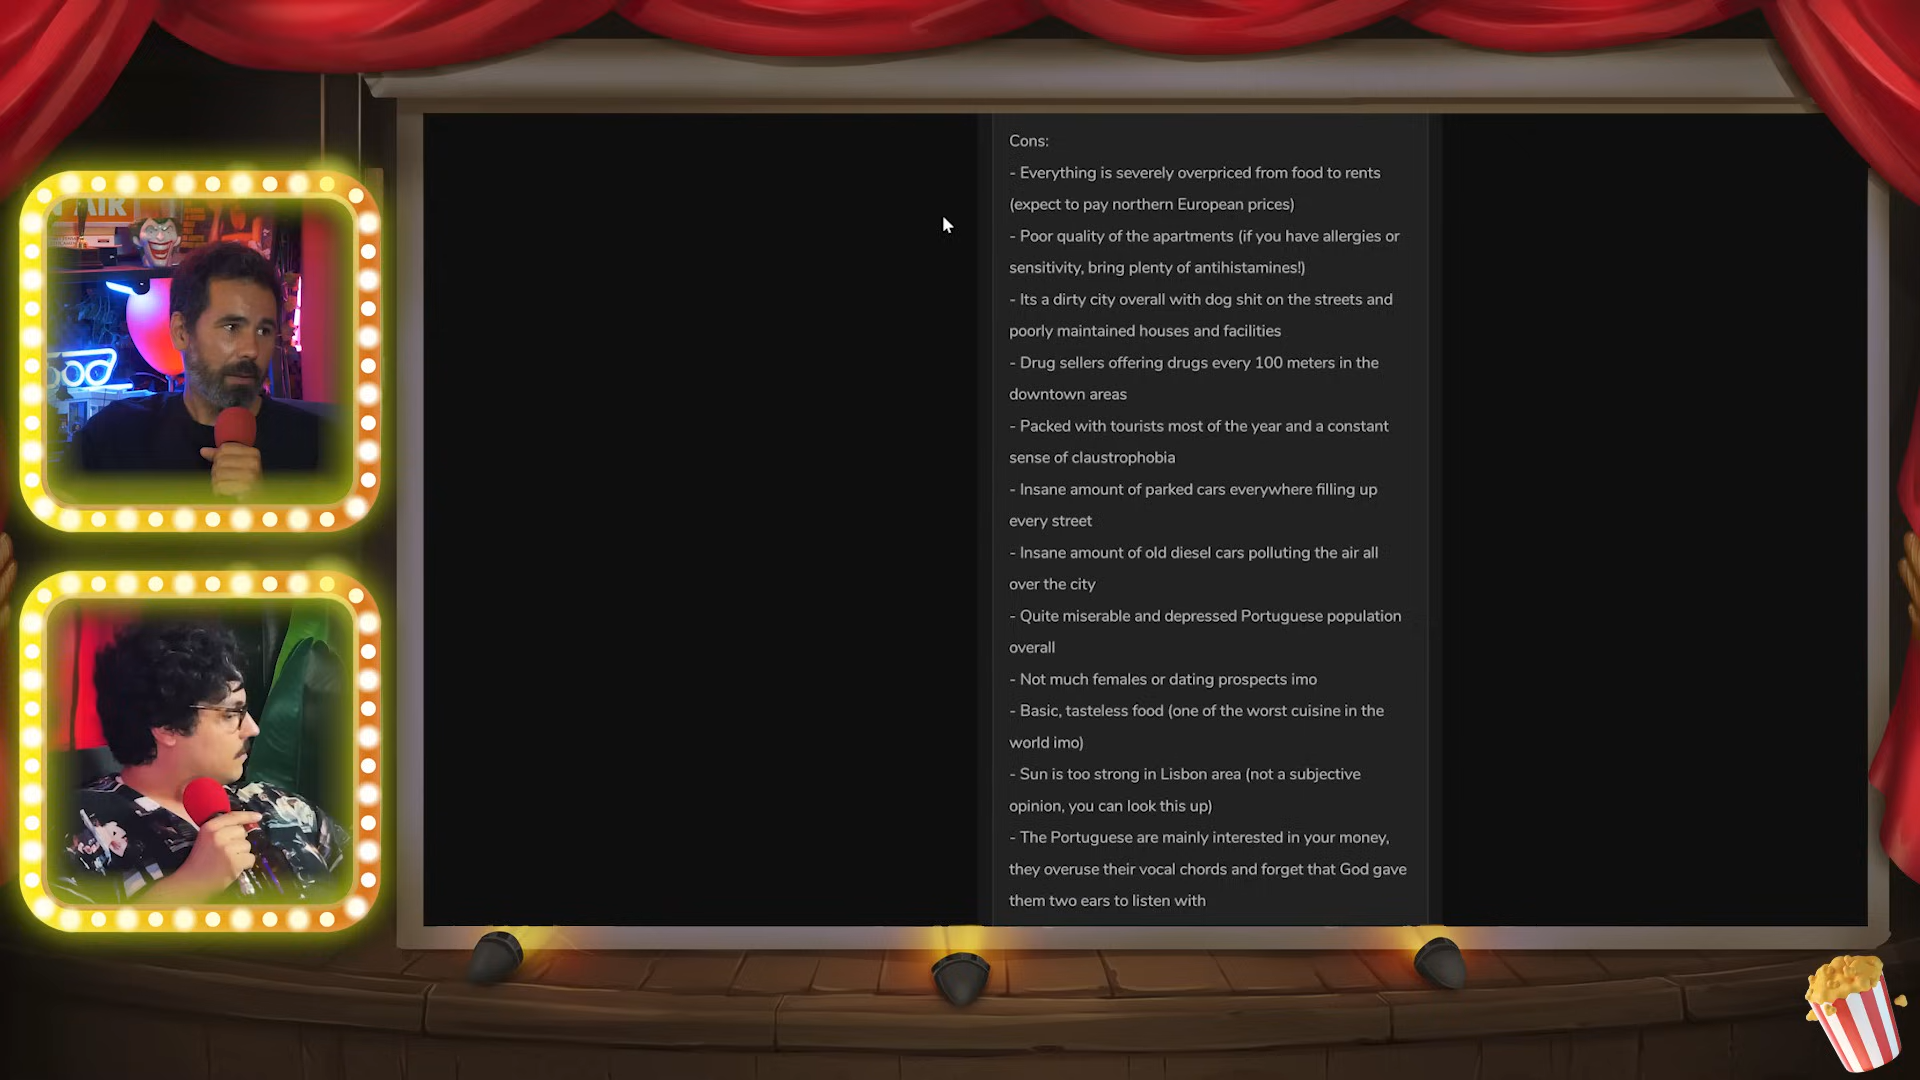 Cons:
- Everything is severely overpriced from food to rents
(expect to pay northern European prices)
- Poor quality of the apartments (if you have allergies or
sensitivity, bring plenty of antihistamines!)
- Its a dirty city overall with dog shit on the streets and
poorly maintained houses and facilities
- Drug sellers offering drugs every 100 meters in the
downtown areas
- Packed with tourists most of the year and a constant
sense of claustrophobia
- Insane amount of parked cars everywhere filling up
every street
- Insane amount of old diesel cars polluting the air all
over the city
- Quite miserable and depressed Portuguese population
overall
- Not much females or dating prospects imo
- Basic, tasteless food (one of the worst cuisine in the
world imo)
- Sun is too strong in Lisbon area (not a subjective
opinion, you can look this up)
- The Portuguese are mainly interested in your money,
they overuse their vocal chords and forget that God gave
them two ears to listen with
AIR